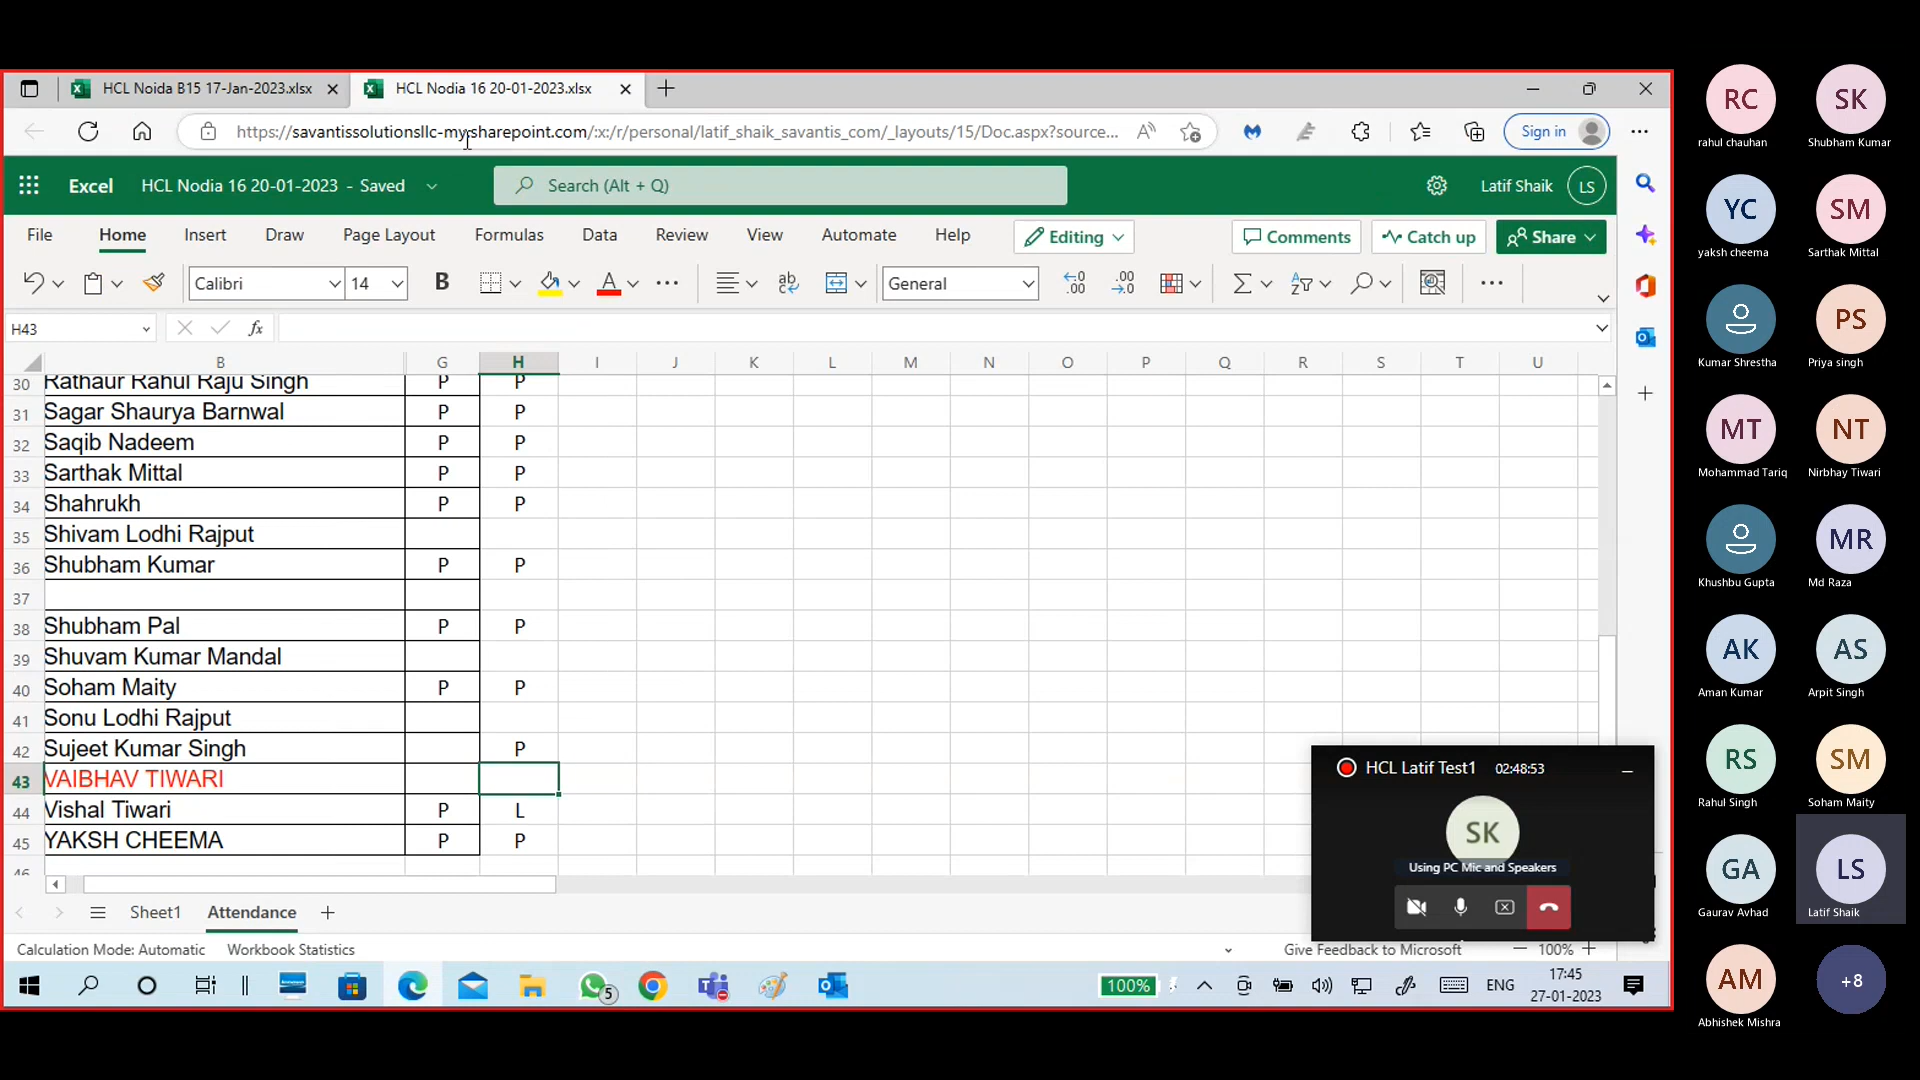 HCL Noida B15 17-Jan-2023.xlsx
HCL Nodia 16 20-01-2023.xlsx
https://savantissolutionsllc-my.sharepoint.com/:x:/r/personal/latif_shaik_savantis_com/_layouts/15/Doc.aspx?source...
Sign in
Excel
HCL Nodia 16 20-01-2023 - Saved
Search (Alt + Q)
Latif Shaik
LS
File Home Insert Draw Page Layout Formulas Data Review View Automate Help
Editing
Comments
Catch up
Share
Calibri
14
B
General
H43
fx
B G H I J K L M N O P Q R S T U
30 Rathaur Rahul Raju Singh P P
31 Sagar Shaurya Barnwal P P
32 Saqib Nadeem P P
33 Sarthak Mittal P P
34 Shahrukh P P
35 Shivam Lodhi Rajput
36 Shubham Kumar P P
37
38 Shubham Pal P P
39 Shuvam Kumar Mandal
40 Soham Maity P P
41 Sonu Lodhi Rajput
42 Sujeet Kumar Singh P
43 VAIBHAV TIWARI
44 Vishal Tiwari P L
45 YAKSH CHEEMA P P
46
Sheet1
Attendance
Calculation Mode: Automatic
Workbook Statistics
Give Feedback to Microsoft
100%
HCL Latif Test1
02:48:53
SK
Using PC Mic and Speakers
5
100%
ENG
17:45
27-01-2023
RC
rahul chauhan
SK
Shubham Kumar
YC
yaksh cheema
SM
Sarthak Mittal
Kumar Shrestha
PS
Priya singh
MT
Mohammad Tariq
NT
Nirbhay Tiwari
Khushbu Gupta
MR
Md Raza
AK
Aman Kumar
AS
Arpit Singh
RS
Rahul Singh
SM
Soham Maity
GA
Gaurav Avhad
LS
Latif Shaik
AM
Abhishek Mishra
+8